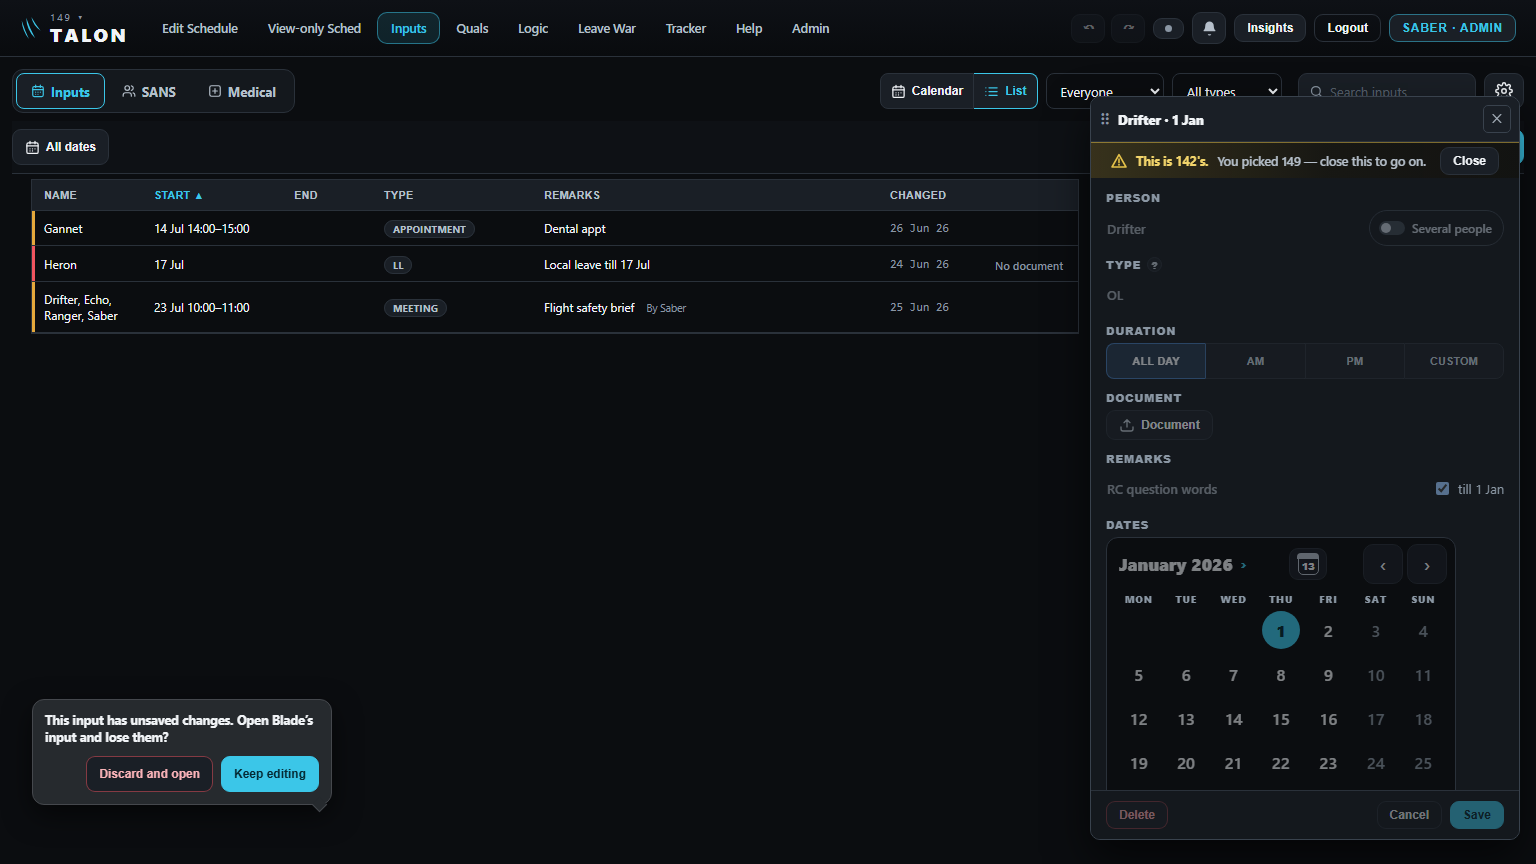 149
TALON
Edit Schedule
View-only Sched
Inputs
Quals
Logic
Leave War
Tracker
Help
Admin
Insights
Logout
SABER · ADMIN
Inputs
SANS
Medical
Calendar
List
Everyone
All types
Search inputs
All dates
NAME START ▲ END TYPE REMARKS CHANGED
Gannet 14 Jul 14:00–15:00 APPOINTMENT Dental appt 26 Jun 26
Heron 17 Jul LL Local leave till 17 Jul 24 Jun 26 No document
Drifter, Echo,
Ranger, Saber 23 Jul 10:00–11:00 MEETING Flight safety brief By Saber 25 Jun 26
This input has unsaved changes. Open Blade's
input and lose them?
Discard and open
Keep editing
Drifter · 1 Jan
This is 142's. You picked 149 — close this to go on.
Close
PERSON
Drifter
Several people
TYPE ?
OL
DURATION
ALL DAY AM PM CUSTOM
DOCUMENT
Document
REMARKS
RC question words
till 1 Jan
DATES
January 2026 ›
13
‹ ›
MON TUE WED THU FRI SAT SUN
1 2 3 4
5 6 7 8 9 10 11
12 13 14 15 16 17 18
19 20 21 22 23 24 25
Delete
Cancel
Save